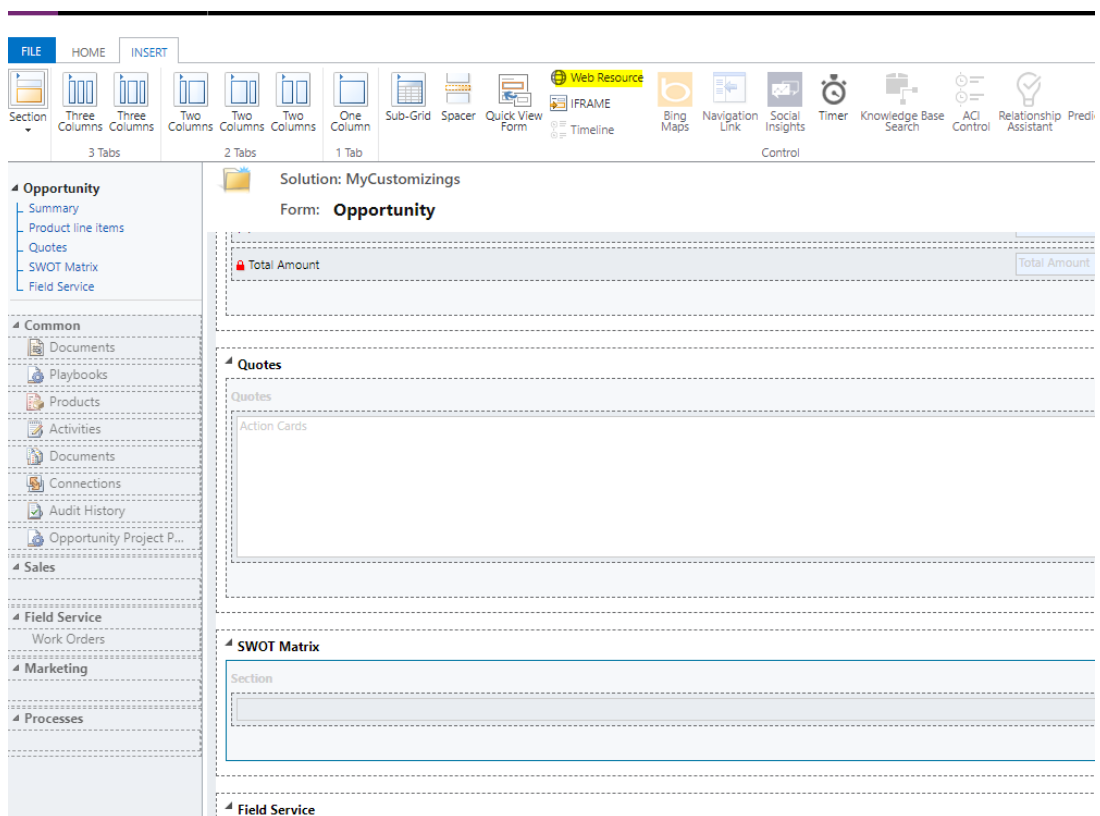 FILE HOME INSERT
Section
Three Columns
Three Columns
Two Columns
Two Columns
Two Columns
One Column
Sub-Grid
Spacer
Quick View Form
Web Resource
IFRAME
Timeline
Bing Maps
Navigation Link
Social Insights
Timer
Knowledge Base Search
ACI Control
Relationship Assistant
3 Tabs
2 Tabs
1 Tab
Control
Opportunity
Summary
Product line items
Quotes
SWOT Matrix
Field Service
Common
Documents
Playbooks
Products
Activities
Documents
Connections
Audit History
Opportunity Project P...
Sales
Field Service
Work Orders
Marketing
Processes
Solution: MyCustomizings
Form: Opportunity
Total Amount
Total Amount
Quotes
Quotes
Action Cards
SWOT Matrix
Section
Field Service